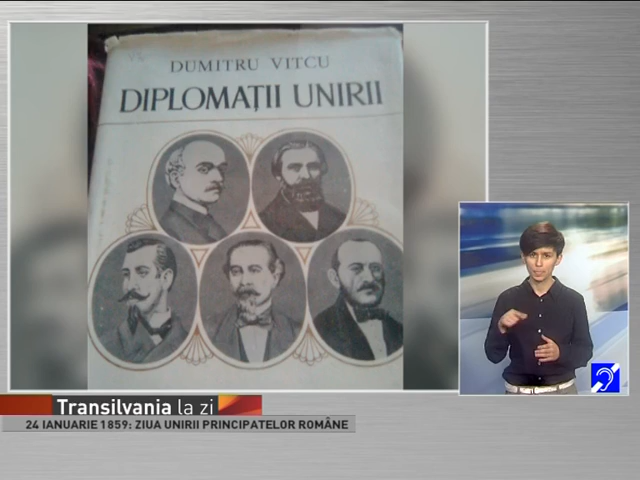 DUMITRU VITCU
DIPLOMAȚII UNIRII
Transilvania la zi
24 IANUARIE 1859: ZIUA UNIRII PRINCIPATELOR ROMÂNE